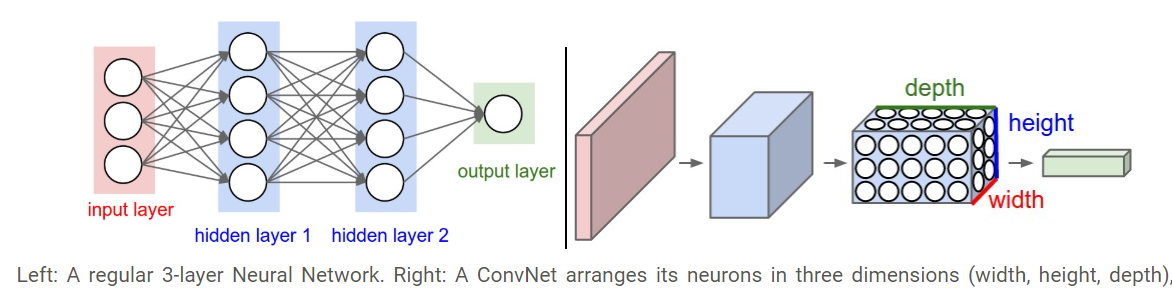 input layer
hidden layer 1
hidden layer 2
output layer
depth
height
width
Left: A regular 3-layer Neural Network. Right: A ConvNet arranges its neurons in three dimensions (width, height, depth),